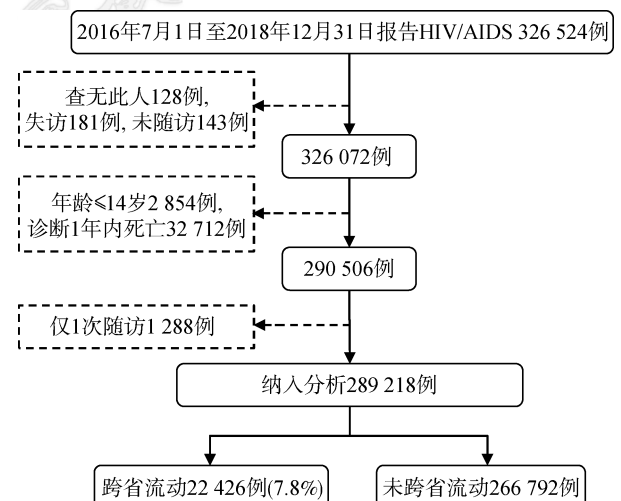 2016年7月1日至2018年12月31日报告HIV/AIDS 326 524例
查无此人128例,
失访181例, 未随访143例
326 072例
年龄≤14岁2 854例,
诊断1年内死亡32 712例
290 506例
仅1次随访1 288例
纳入分析289 218例
跨省流动22 426例(7.8%)
未跨省流动266 792例